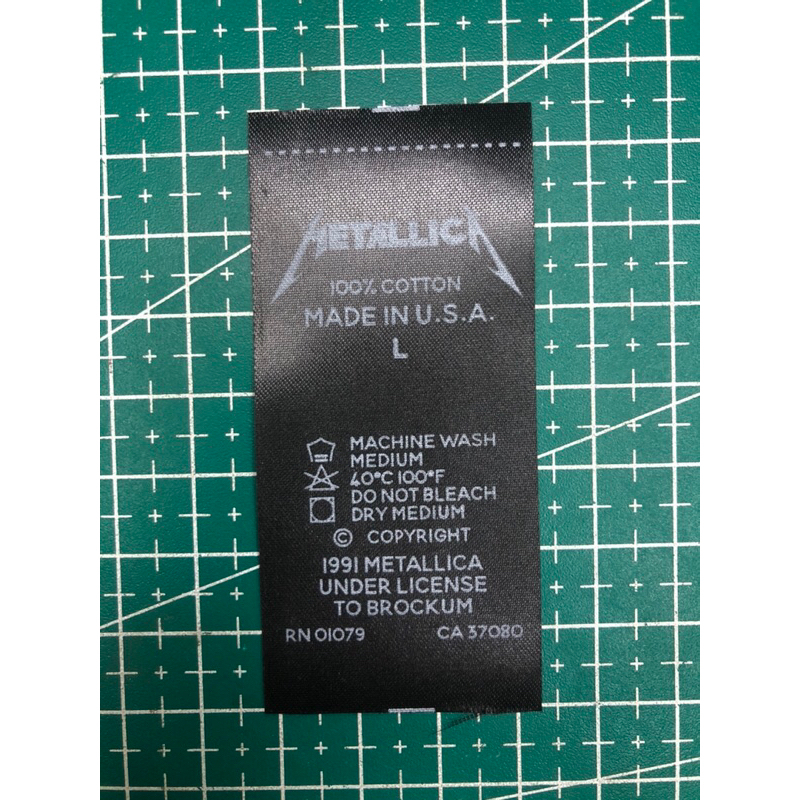 METALLICA
100% COTTON
MADE IN U.S.A.
L
MACHINE WASH
MEDIUM
40°C 100°F
DO NOT BLEACH
DRY MEDIUM
© COPYRIGHT
1991 METALLICA
UNDER LICENSE
TO BROCKUM
RN 01079 CA 37080